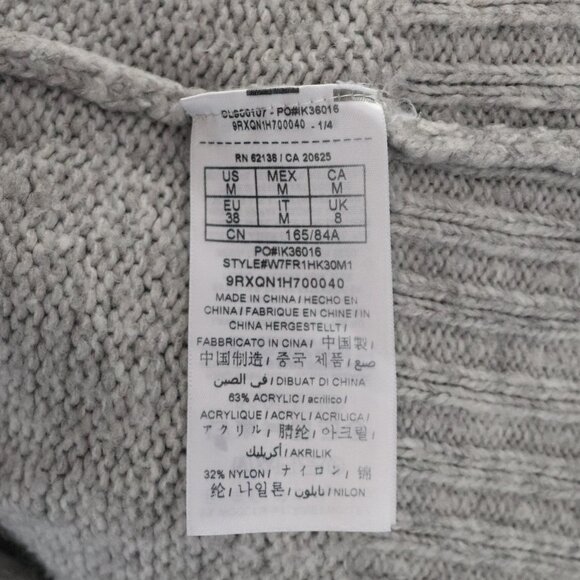 CLS00107 - PO#IK36016
9RXQN1H700040 - 1/4
RN 62136 / CA 20625
US MEX CA
M M M
EU IT UK
38 M 8
CN 165/84A
PO#IK36016
STYLE#W7FR1HK30M1
9RXQN1H700040
MADE IN CHINA / HECHO EN
CHINA / FABRIQUE EN CHINE / IN
CHINA HERGESTELLT /
FABBRICATO IN CINA / 中国製 /
中国制造 / 중국 제품 / صنع
في الصين / DIBUAT DI CHINA
63% ACRYLIC / acrílico /
ACRYLIQUE / ACRYL / ACRILICA /
アクリル / 腈纶 / 아크릴 /
أكريليك / AKRILIK
32% NYLON / ナイロン / 锦
纶 / 나일론 / نايلون / NILON